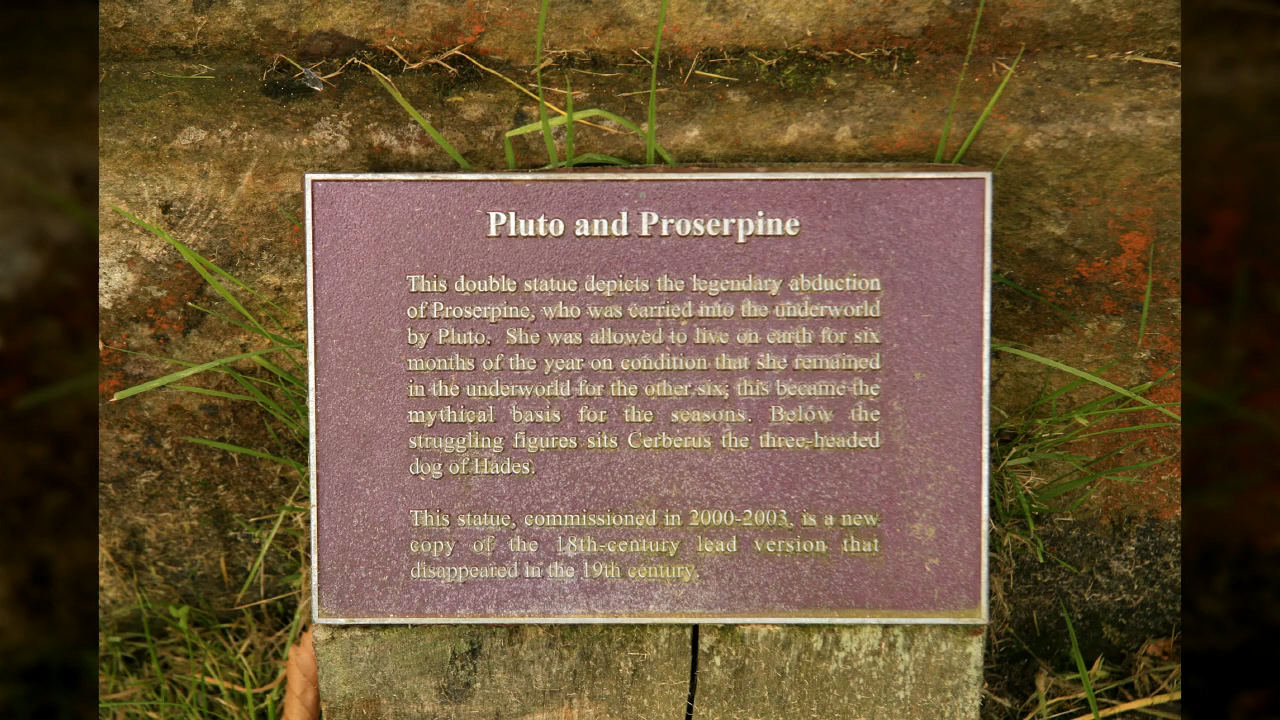 Pluto and Proserpine
This double statue depicts the legendary abduction
of Proserpine, who was carried into the underworld
by Pluto. She was allowed to live on earth for six
months of the year on condition that she remained
in the underworld for the other six; this became the
mythical basis for the seasons. Below the
struggling figures sits Cerberus the three-headed
dog of Hades.
This statue, commissioned in 2000-2003, is a new
copy of the 18th-century lead version that
disappeared in the 19th century.